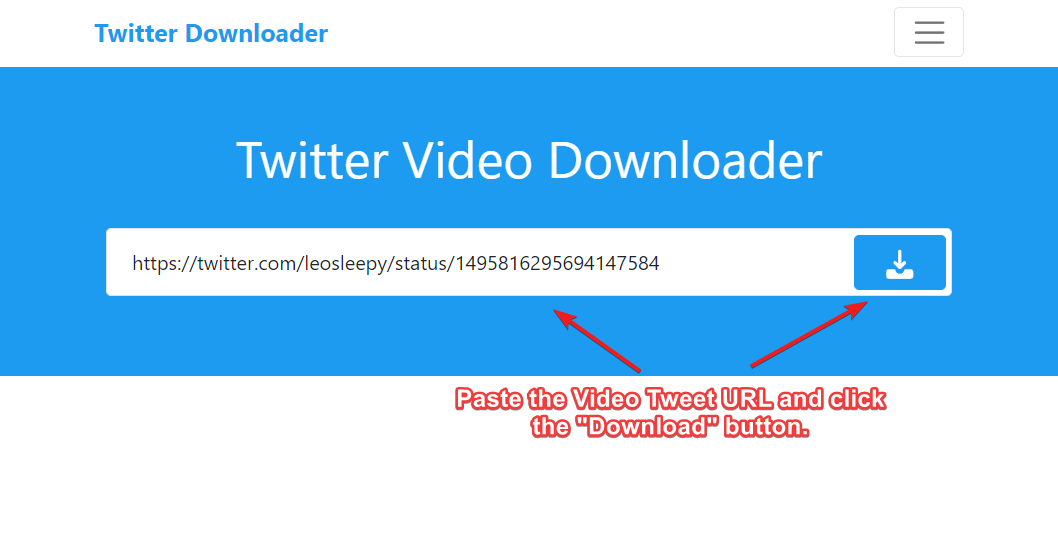 Twitter Downloader
Twitter Video Downloader
https://twitter.com/leosleepy/status/1495816295694147584
Paste the Video Tweet URL and click
the "Download" button.